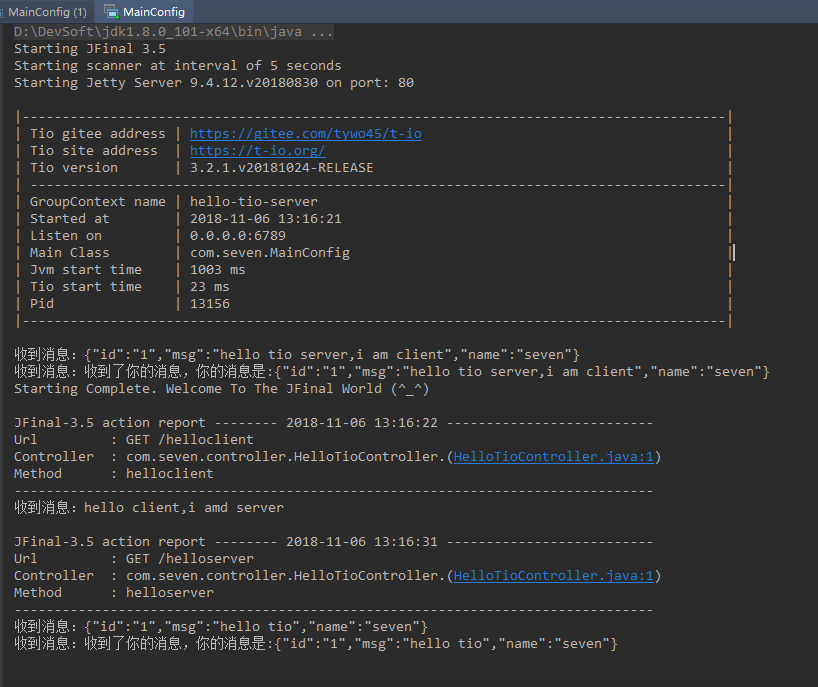 MainConfig (1) MainConfig
D:\DevSoft\jdk1.8.0_101-x64\bin\java ...
Starting JFinal 3.5
Starting scanner at interval of 5 seconds
Starting Jetty Server 9.4.12.v20180830 on port: 80
|----------------------------------------------------------------------------------------|
| Tio gitee address | https://gitee.com/tywo45/t-io |
| Tio site address | https://t-io.org/ |
| Tio version | 3.2.1.v20181024-RELEASE |
| ---------------------------------------------------------------------------------------|
| GroupContext name | hello-tio-server |
| Started at | 2018-11-06 13:16:21 |
| Listen on | 0.0.0.0:6789 |
| Main Class | com.seven.MainConfig |
| Jvm start time | 1003 ms |
| Tio start time | 23 ms |
| Pid | 13156 |
|----------------------------------------------------------------------------------------|
收到消息：{"id":"1","msg":"hello tio server,i am client","name":"seven"}
收到消息：收到了你的消息，你的消息是:{"id":"1","msg":"hello tio server,i am client","name":"seven"}
Starting Complete. Welcome To The JFinal World (^_^)
JFinal-3.5 action report -------- 2018-11-06 13:16:22 --------------------------
Url : GET /helloclient
Controller : com.seven.controller.HelloTioController.(HelloTioController.java:1)
Method : helloclient
--------------------------------------------------------------------------------
收到消息：hello client,i amd server
JFinal-3.5 action report -------- 2018-11-06 13:16:31 --------------------------
Url : GET /helloserver
Controller : com.seven.controller.HelloTioController.(HelloTioController.java:1)
Method : helloserver
--------------------------------------------------------------------------------
收到消息：{"id":"1","msg":"hello tio","name":"seven"}
收到消息：收到了你的消息，你的消息是:{"id":"1","msg":"hello tio","name":"seven"}